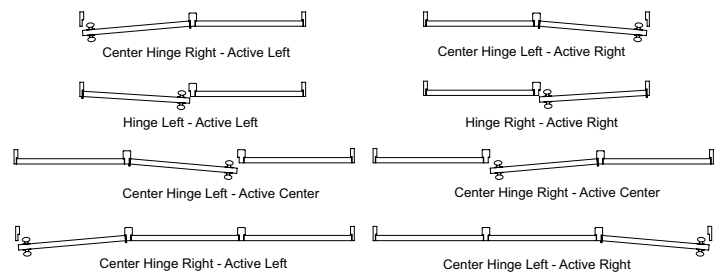 Center Hinge Right - Active Left
Center Hinge Left - Active Right
Hinge Left - Active Left
Hinge Right - Active Right
Center Hinge Left - Active Center
Center Hinge Right - Active Center
Center Hinge Right - Active Left
Center Hinge Left - Active Right